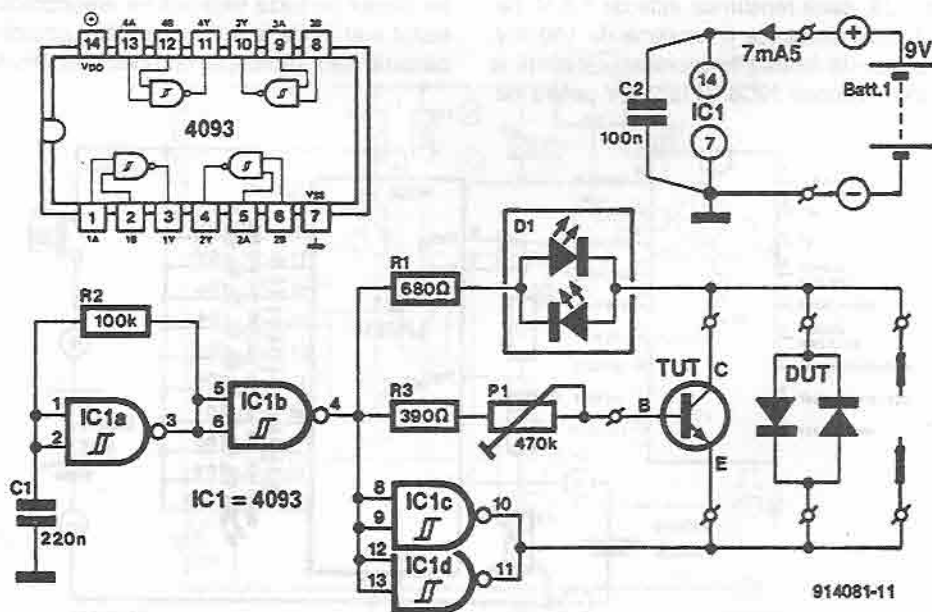 4A 4B 4Y 3Y 3A 3B
14 13 12 11 10 9 8
VDD
4093
VSS
1 2 3 4 5 6 7
1A 1B 1Y 2Y 2A 2B
7mA5
+
9V
Batt.1
14
IC1
7
C2
100n
−
D1
R1
680Ω
R2
100k
1
2
IC1a
3
5
6
IC1b
4
R3
390Ω
P1
470k
B
TUT
C
E
DUT
C1
220n
IC1 = 4093
8
9
IC1c
10
12
13
IC1d
11
914081-11